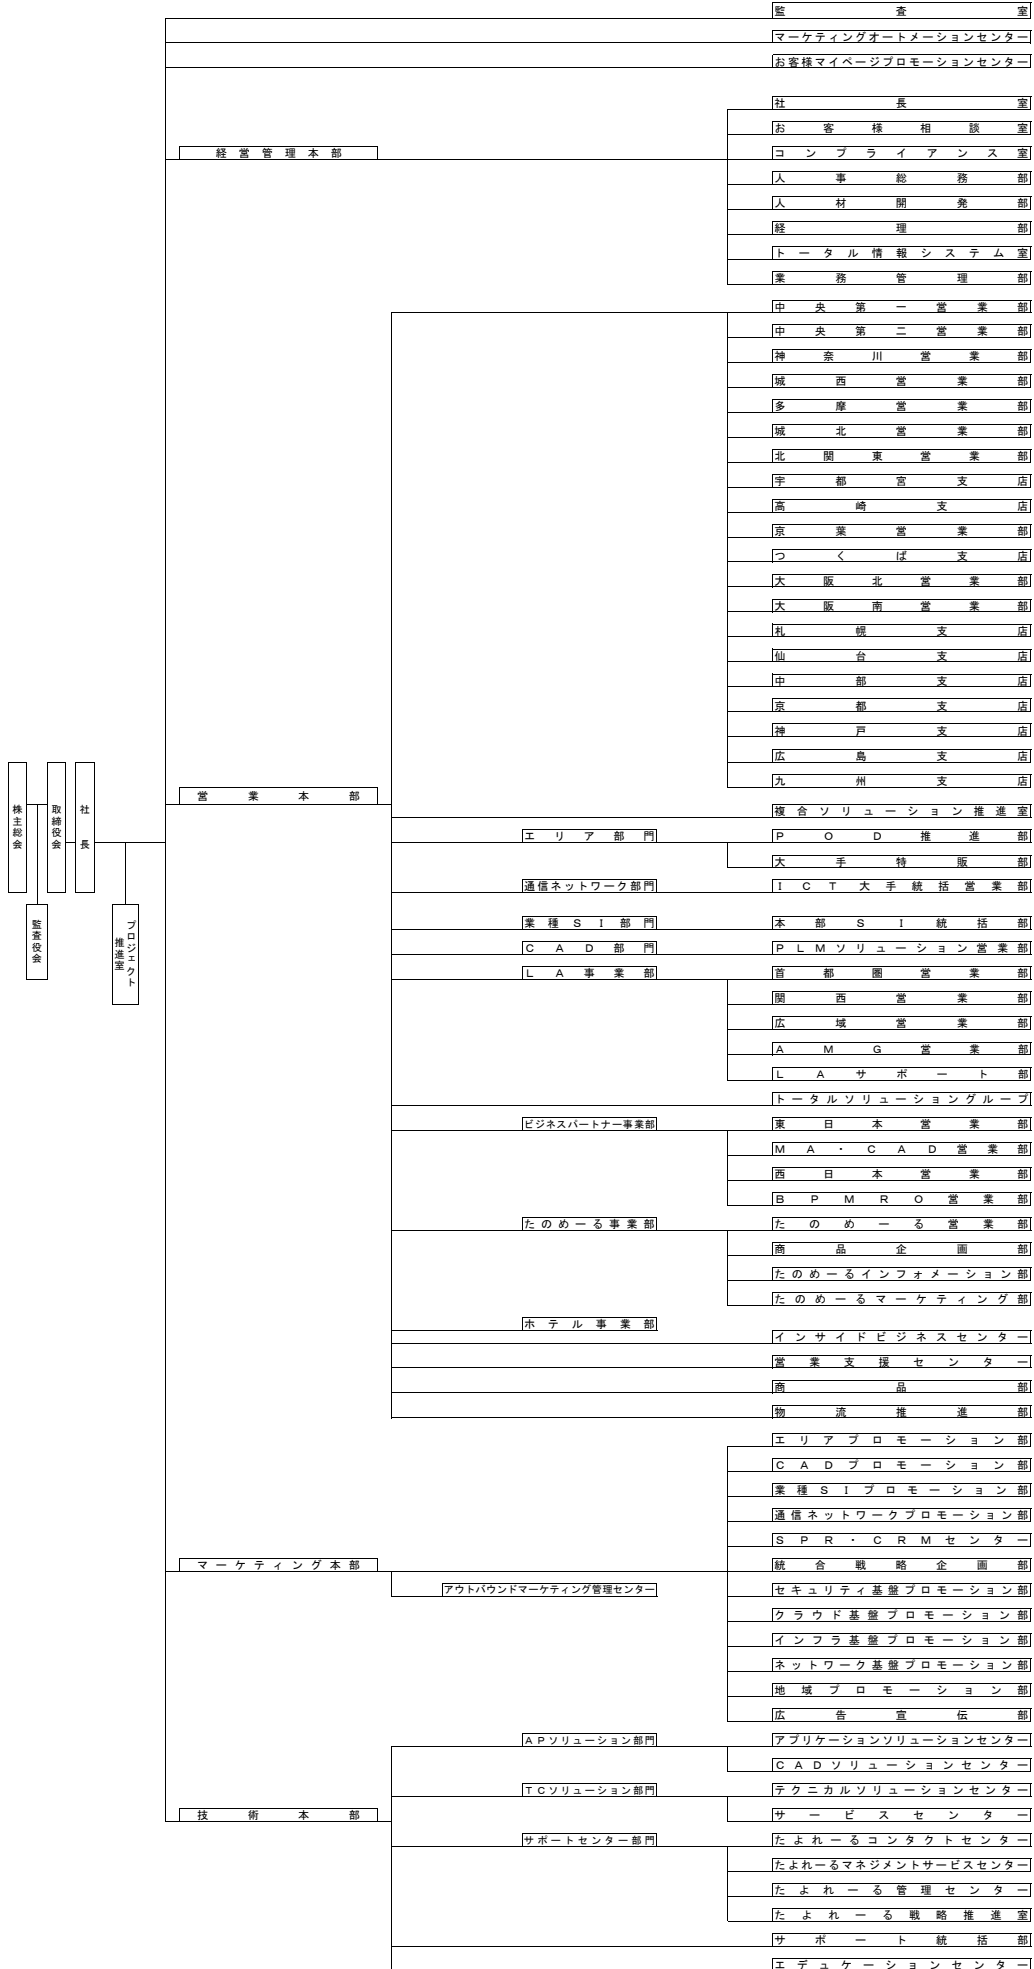 監査室
マーケティングオートメーションセンター
お客様マイページプロモーションセンター
社長室
お客様相談室
経営管理本部
コンプライアンス室
人事総務部
人材開発部
経理部
トータル情報システム室
業務管理部
中央第一営業部
中央第二営業部
神奈川営業部
城西営業部
多摩営業部
城北営業部
北関東営業部
宇都宮支店
高崎支店
京葉営業部
つくば支店
大阪北営業部
大阪南営業部
札幌支店
仙台支店
中部支店
京都支店
神戸支店
広島支店
九州支店
株主総会
取締役会
社長
監査役会
プロジェクト
推進室
営業本部
複合ソリューション推進室
エリア部門
POD推進部
大手特販部
通信ネットワーク部門
ICT大手統括営業部
業種SI部門
本部SI統括部
CAD部門
PLMソリューション営業部
LA事業部
首都圏営業部
関西営業部
広域営業部
AMG営業部
LAサポート部
トータルソリューショングループ
ビジネスパートナー事業部
東日本営業部
MA・CAD営業部
西日本営業部
BPMRO営業部
たのめーる事業部
たのめーる営業部
商品企画部
たのめーるインフォメーション部
たのめーるマーケティング部
ホテル事業部
インサイドビジネスセンター
営業支援センター
商品部
物流推進部
エリアプロモーション部
CADプロモーション部
業種SIプロモーション部
通信ネットワークプロモーション部
SPR・CRMセンター
マーケティング本部
統合戦略企画部
アウトバウンドマーケティング管理センター
セキュリティ基盤プロモーション部
クラウド基盤プロモーション部
インフラ基盤プロモーション部
ネットワーク基盤プロモーション部
地域プロモーション部
広告宣伝部
APソリューション部門
アプリケーションソリューションセンター
CADソリューションセンター
TCソリューション部門
テクニカルソリューションセンター
技術本部
サービスセンター
サポートセンター部門
たよれーるコンタクトセンター
たよれーるマネジメントサービスセンター
たよれーる管理センター
たよれーる戦略推進室
サポート統括部
エデュケーションセンター